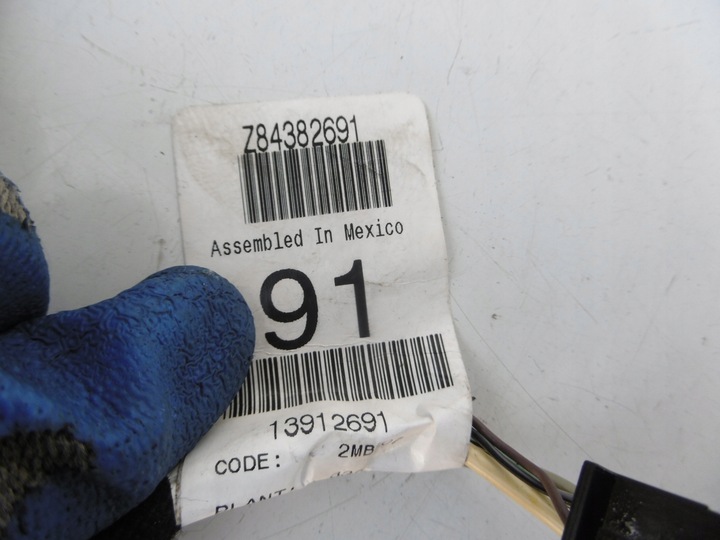 Z84382691
Assembled In Mexico
91
13912691
CODE: